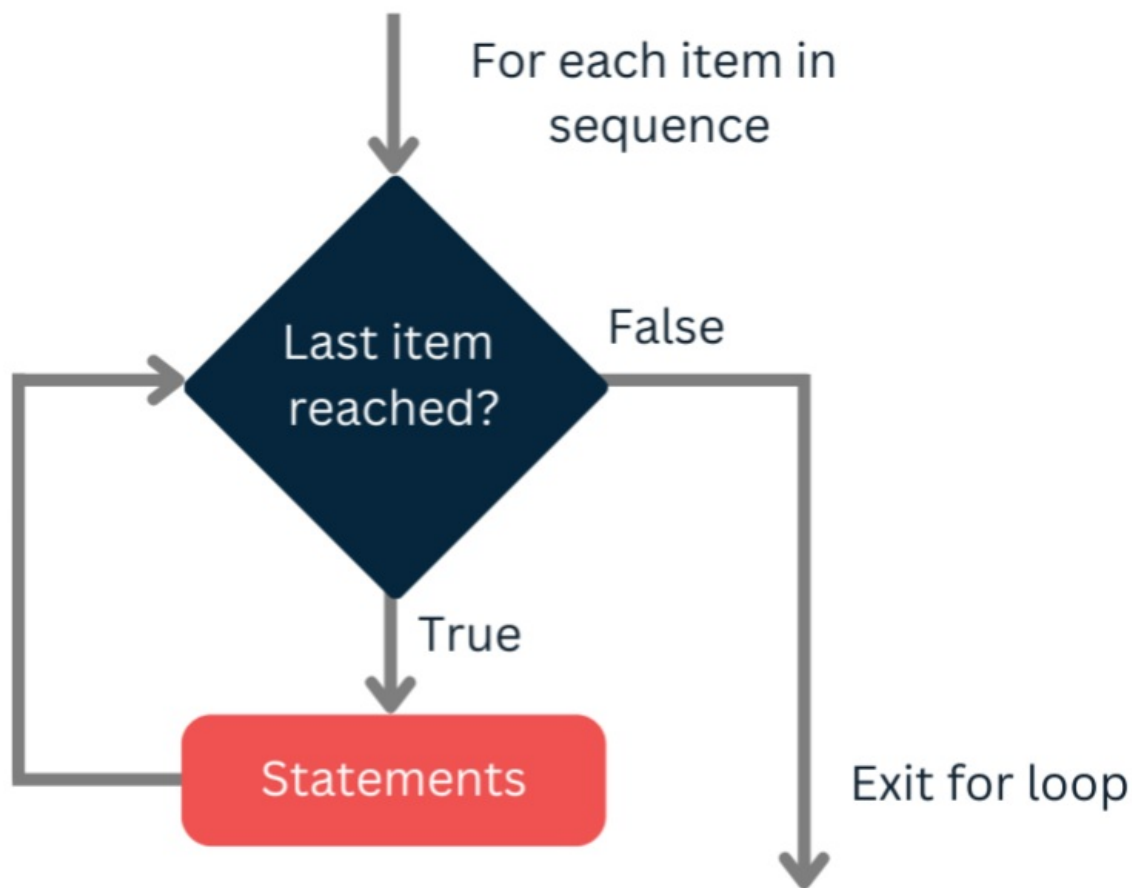 For each item in
sequence
Last item
reached?
False
True
Statements
Exit for loop